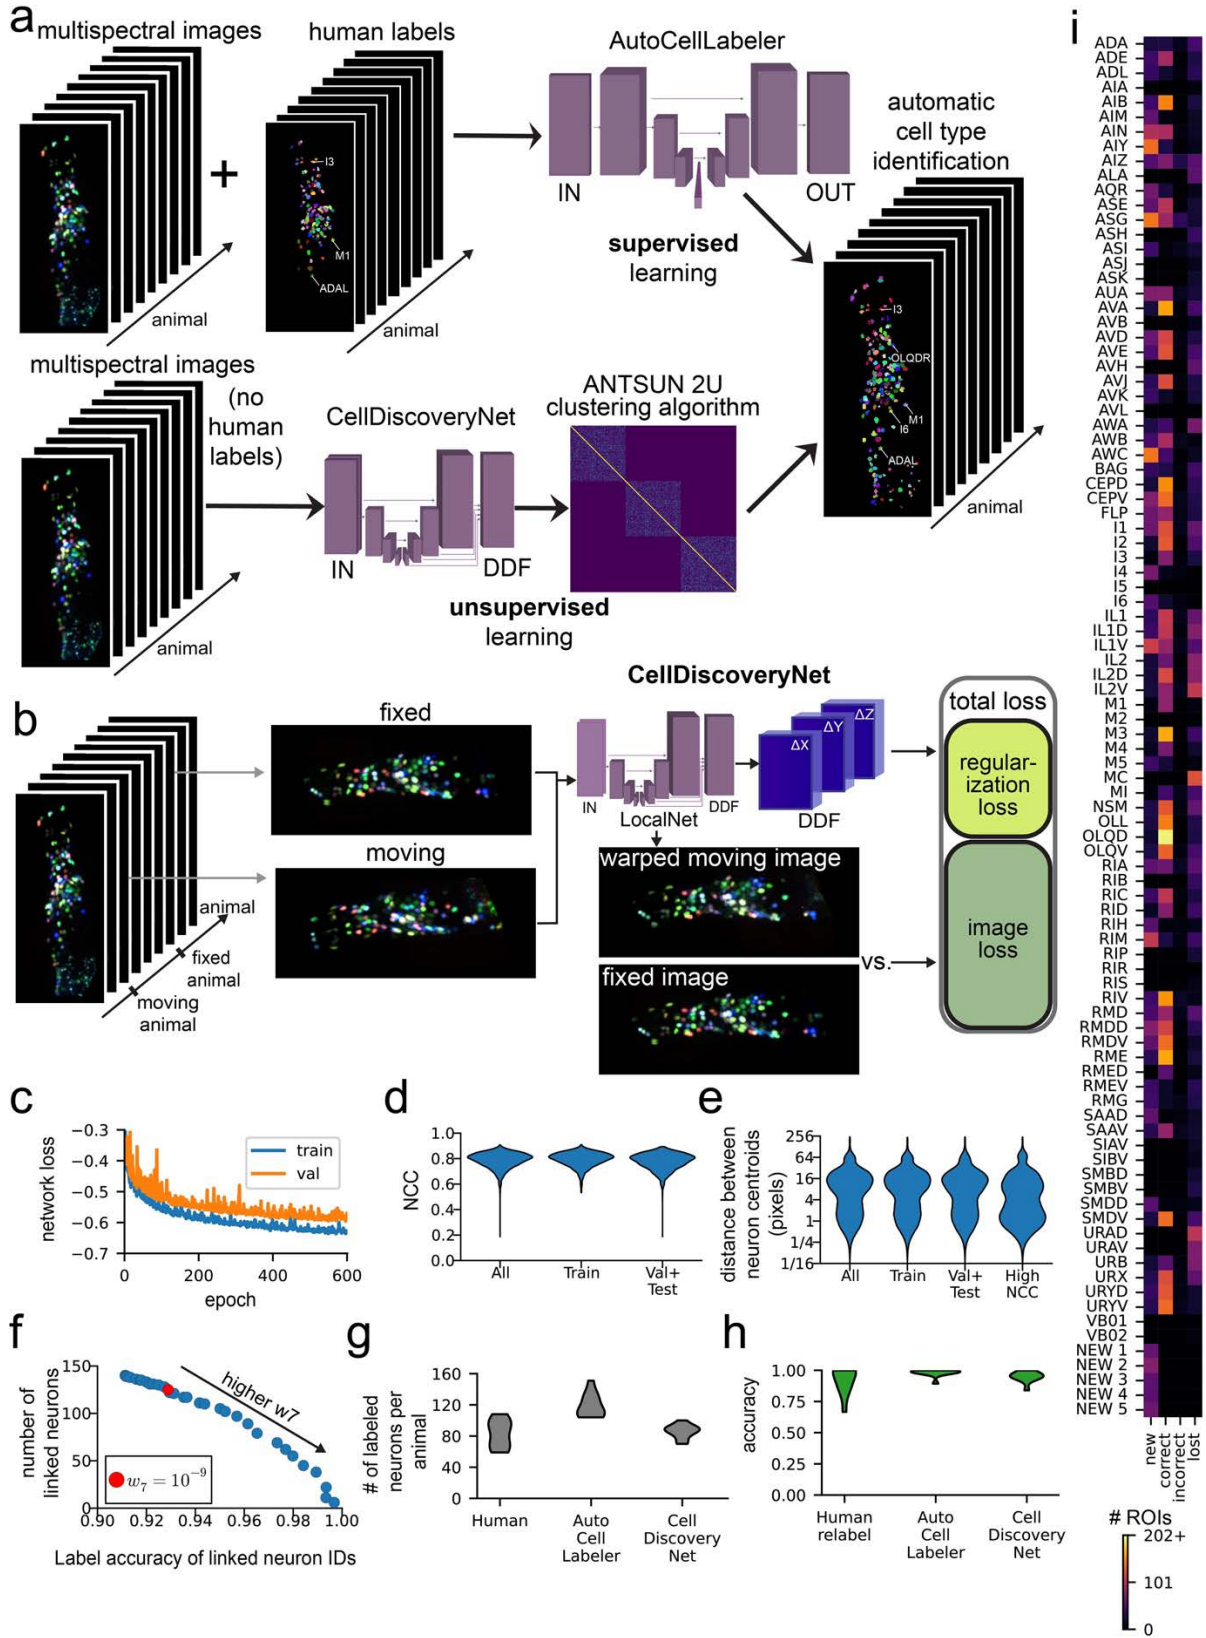 a
multispectral images
human labels
AutoCellLabeler
+
I3
M1
ADAL
animal
IN
OUT
supervised
learning
automatic
cell type
identification
I3
OLQDR
M1
I6
ADAL
animal
multispectral images
(no
human
labels)
animal
CellDiscoveryNet
IN
DDF
unsupervised
learning
ANTSUN 2U
clustering algorithm
b
animal
fixed
animal
moving
animal
fixed
moving
CellDiscoveryNet
IN
LocalNet
DDF
ΔX
ΔY
ΔZ
DDF
warped moving image
fixed image
vs.
total loss
regular-
ization
loss
image
loss
c
network loss
−0.3
−0.4
−0.5
−0.6
−0.7
train
val
0
200
400
600
epoch
d
NCC
1.0
0.8
0.6
0.4
0.2
0.0
All
Train
Val+
Test
e
distance between
neuron centroids
(pixels)
256
64
16
4
1
1/4
1/16
All
Train
Val+
Test
High
NCC
f
number of
linked neurons
150
100
50
0
higher w7
w₇ = 10⁻⁹
0.90
0.92
0.94
0.96
0.98
1.00
Label accuracy of linked neuron IDs
g
# of labeled
neurons per
animal
160
120
80
40
0
Human
Auto
Cell
Labeler
Cell
Discovery
Net
h
accuracy
1.00
0.75
0.50
0.25
0.00
Human
relabel
Auto
Cell
Labeler
Cell
Discovery
Net
i
ADA
ADE
ADL
AIA
AIB
AIM
AIN
AIY
AIZ
ALA
AQR
ASE
ASG
ASH
ASI
ASJ
ASK
AUA
AVA
AVB
AVD
AVE
AVH
AVJ
AVK
AVL
AWA
AWB
AWC
BAG
CEPD
CEPV
FLP
I1
I2
I3
I4
I5
I6
IL1
IL1D
IL1V
IL2
IL2D
IL2V
M1
M2
M3
M4
M5
MC
MI
NSM
OLL
OLQD
OLQV
RIA
RIB
RIC
RID
RIH
RIM
RIP
RIR
RIS
RIV
RMD
RMDD
RMDV
RME
RMED
RMEV
RMG
SAAD
SAAV
SIAV
SIBV
SMBD
SMBV
SMDD
SMDV
URAD
URAV
URB
URX
URYD
URYV
VB01
VB02
NEW 1
NEW 2
NEW 3
NEW 4
NEW 5
new
correct
incorrect
lost
# ROIs
202+
101
0